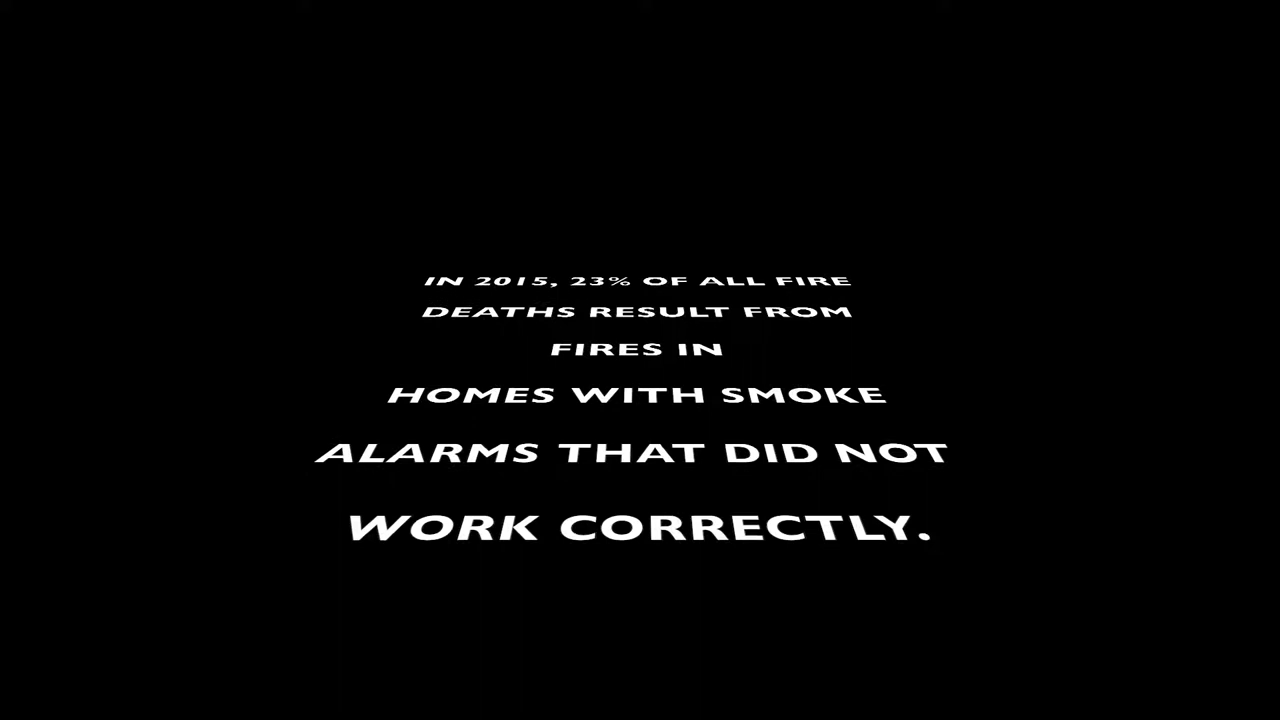 IN 2015, 23% OF ALL FIRE
DEATHS RESULT FROM
FIRES IN
HOMES WITH SMOKE
ALARMS THAT DID NOT
WORK CORRECTLY.